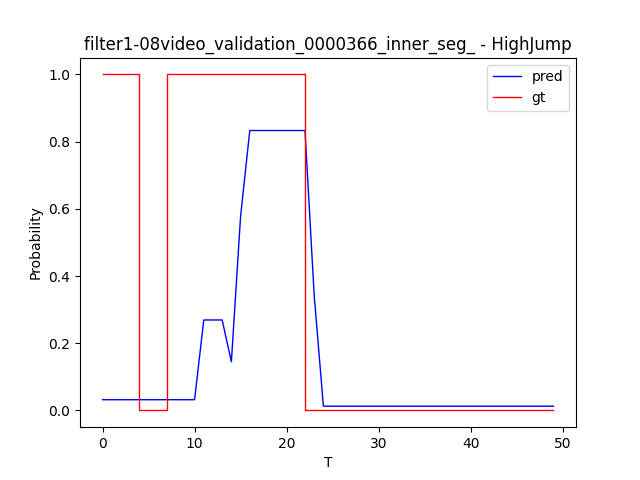 filter1-08video_validation_0000366_inner_seg_ - HighJump
pred
gt
1.0
0.8
0.6
0.4
0.2
0.0
Probability
0 10 20 30 40 50
T